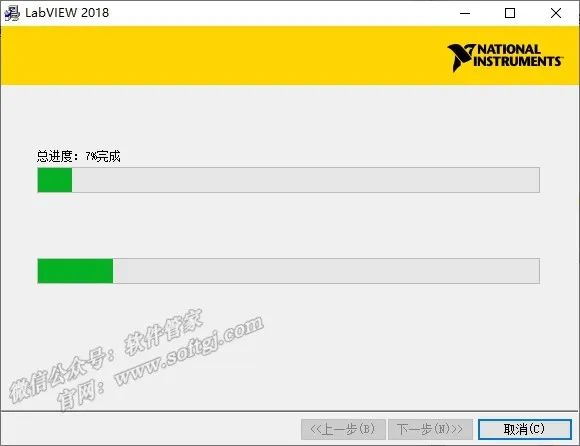 LabVIEW 2018
NATIONAL
INSTRUMENTS
总进度：7%完成
微信公众号：软件管家
官网：www.softgj.com
<<上一步(B)
下一步(N)>>
取消(C)